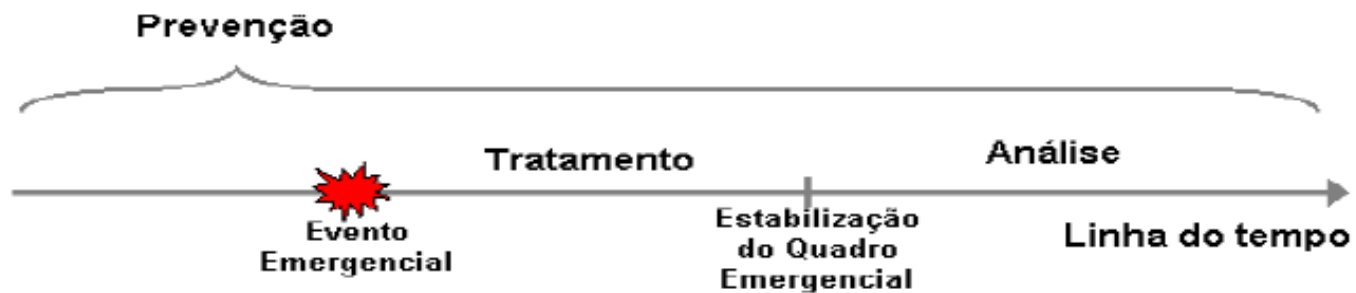 Prevenção
Tratamento
Análise
Evento
Emergencial
Estabilização
do Quadro
Emergencial
Linha do tempo